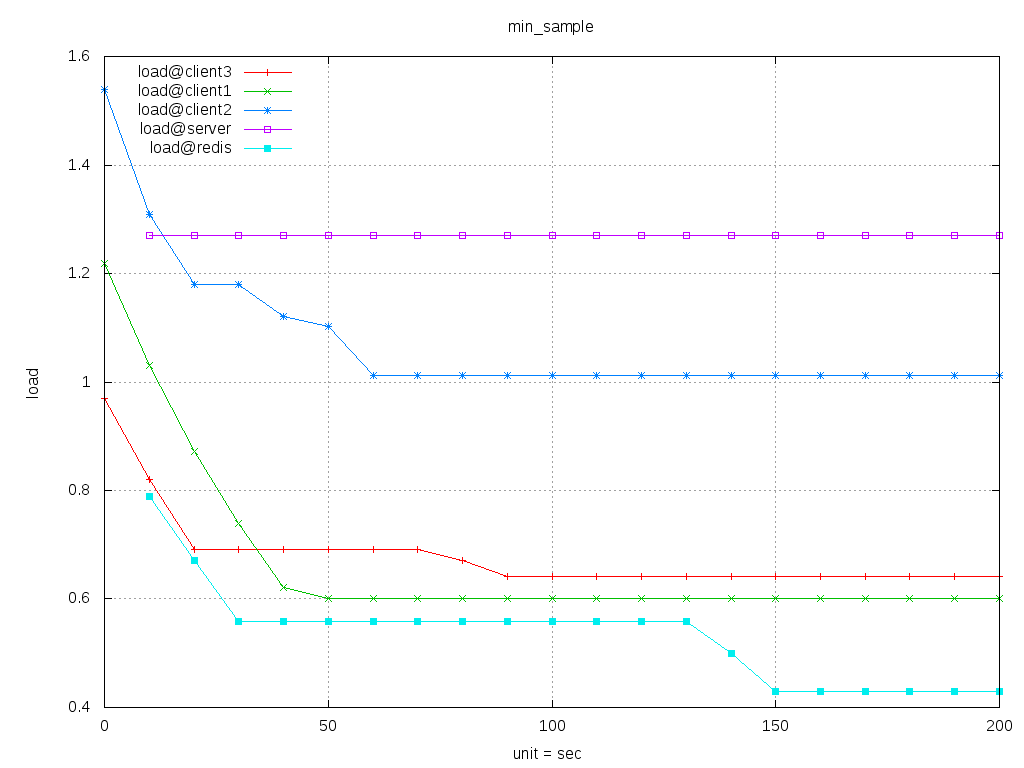 min_sample
1.6
load@client3
load@client1
load@client2
load@server
load@redis
1.4
1.2
1
0.8
0.6
0.4
load
0 50 100 150 200
unit = sec